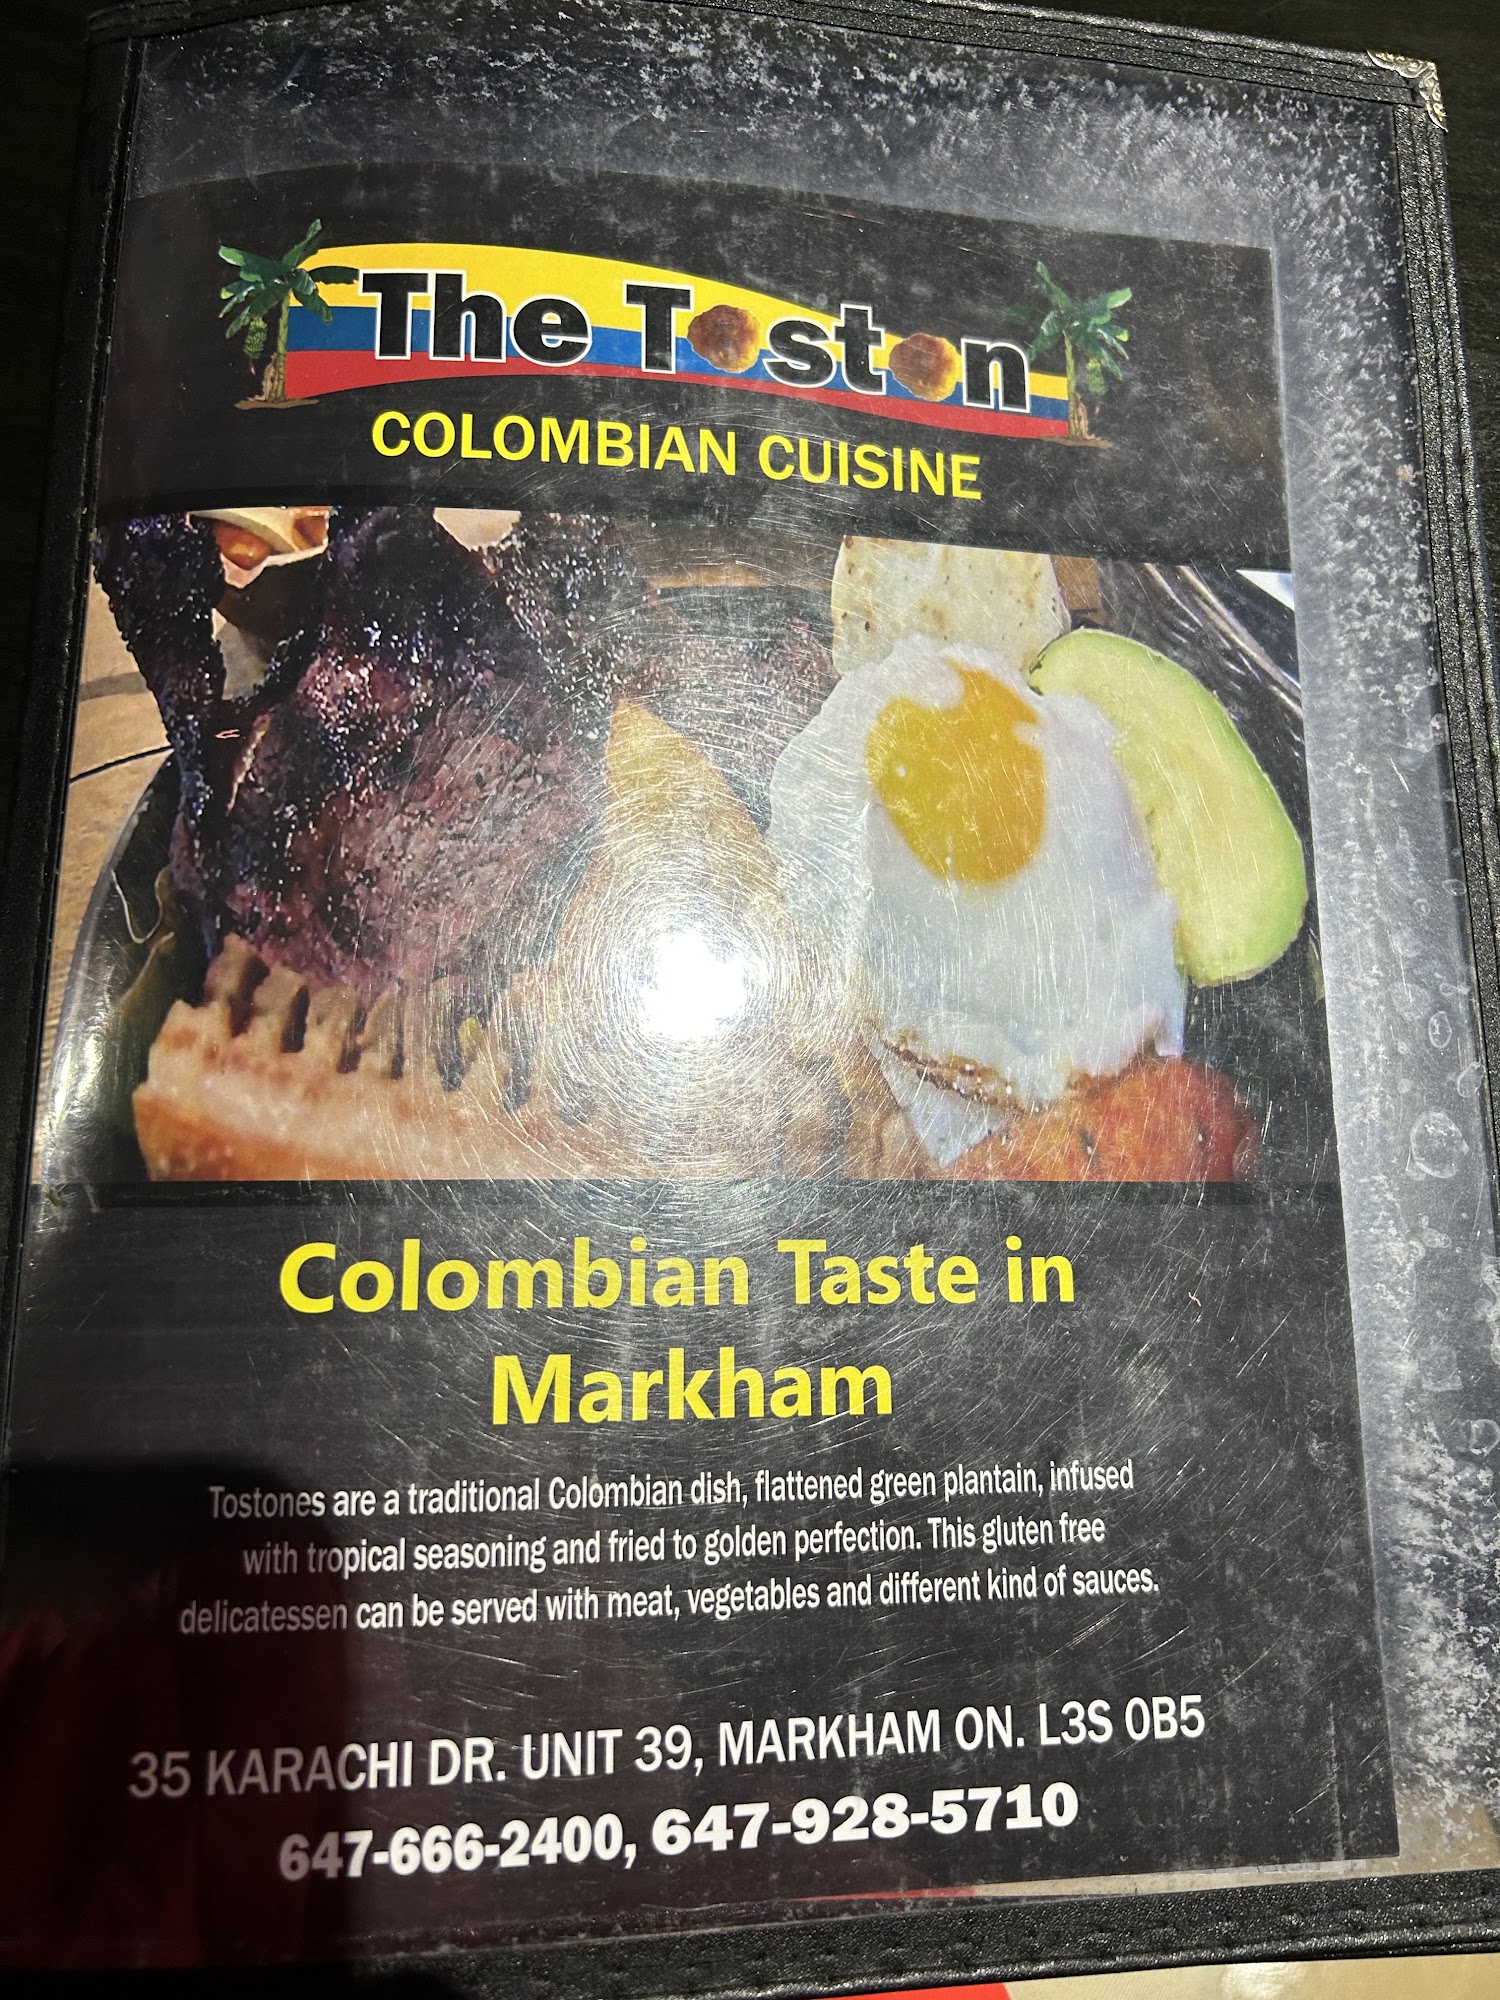 The Toston
COLOMBIAN CUISINE
Colombian Taste in
Markham
Tostones are a traditional Colombian dish, flattened green plantain, infused
with tropical seasoning and fried to golden perfection. This gluten free
delicatessen can be served with meat, vegetables and different kind of sauces.
35 KARACHI DR. UNIT 39, MARKHAM ON. L3S 0B5
647-666-2400, 647-928-5710